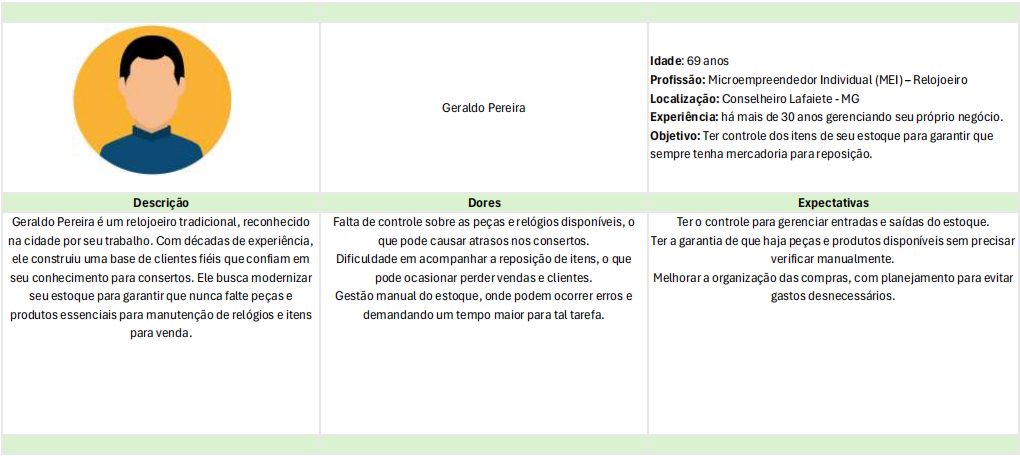 Geraldo Pereira
Idade: 69 anos
Profissão: Microempreendedor Individual (MEI) – Relojoeiro
Localização: Conselheiro Lafaiete - MG
Experiência: há mais de 30 anos gerenciando seu próprio negócio.
Objetivo: Ter controle dos itens de seu estoque para garantir que
sempre tenha mercadoria para reposição.
Descrição
Geraldo Pereira é um relojoeiro tradicional, reconhecido
na cidade por seu trabalho. Com décadas de experiência,
ele construiu uma base de clientes fiéis que confiam em
seu conhecimento para consertos. Ele busca modernizar
seu estoque para garantir que nunca falte peças e
produtos essenciais para manutenção de relógios e itens
para venda.
Dores
Falta de controle sobre as peças e relógios disponíveis, o
que pode causar atrasos nos consertos.
Dificuldade em acompanhar a reposição de itens, o que
pode ocasionar perder vendas e clientes.
Gestão manual do estoque, onde podem ocorrer erros e
demandando um tempo maior para tal tarefa.
Expectativas
Ter o controle para gerenciar entradas e saídas do estoque.
Ter a garantia de que haja peças e produtos disponíveis sem precisar
verificar manualmente.
Melhorar a organização das compras, com planejamento para evitar
gastos desnecessários.